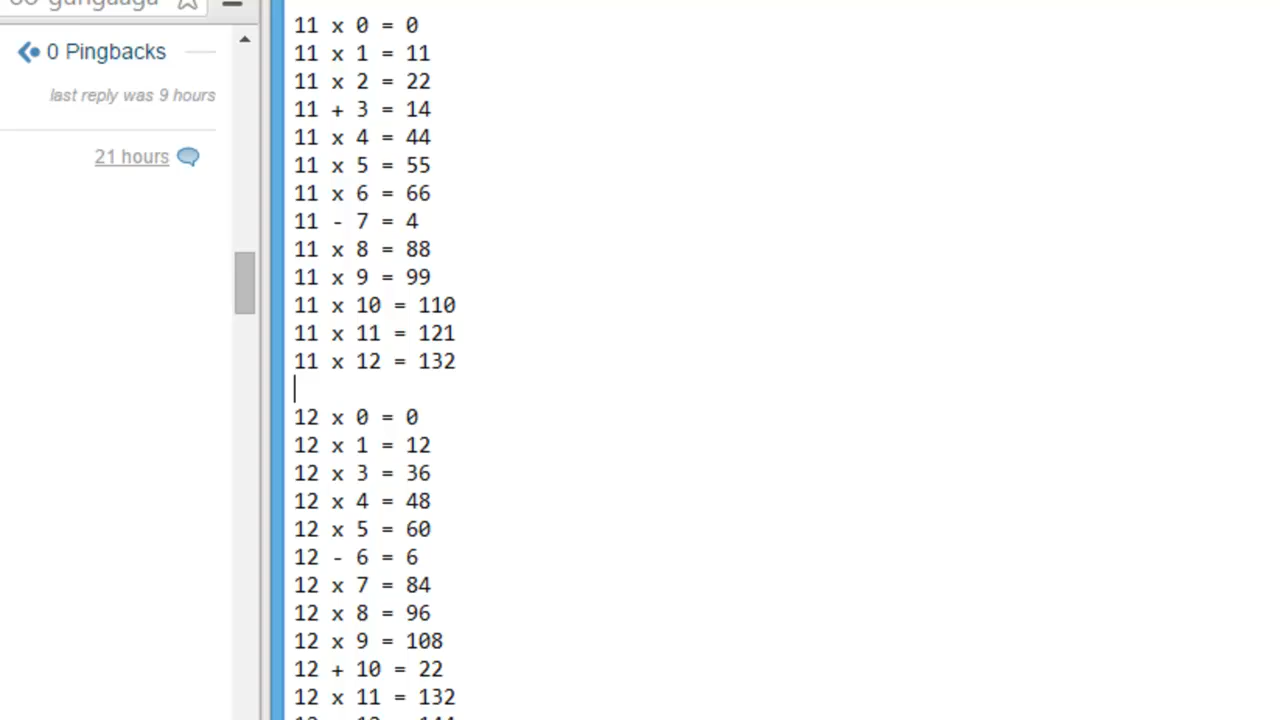 0 Pingbacks
last reply was 9 hours
21 hours
11 x 0 = 0
11 x 1 = 11
11 x 2 = 22
11 + 3 = 14
11 x 4 = 44
11 x 5 = 55
11 x 6 = 66
11 - 7 = 4
11 x 8 = 88
11 x 9 = 99
11 x 10 = 110
11 x 11 = 121
11 x 12 = 132
12 x 0 = 0
12 x 1 = 12
12 x 3 = 36
12 x 4 = 48
12 x 5 = 60
12 - 6 = 6
12 x 7 = 84
12 x 8 = 96
12 x 9 = 108
12 + 10 = 22
12 x 11 = 132